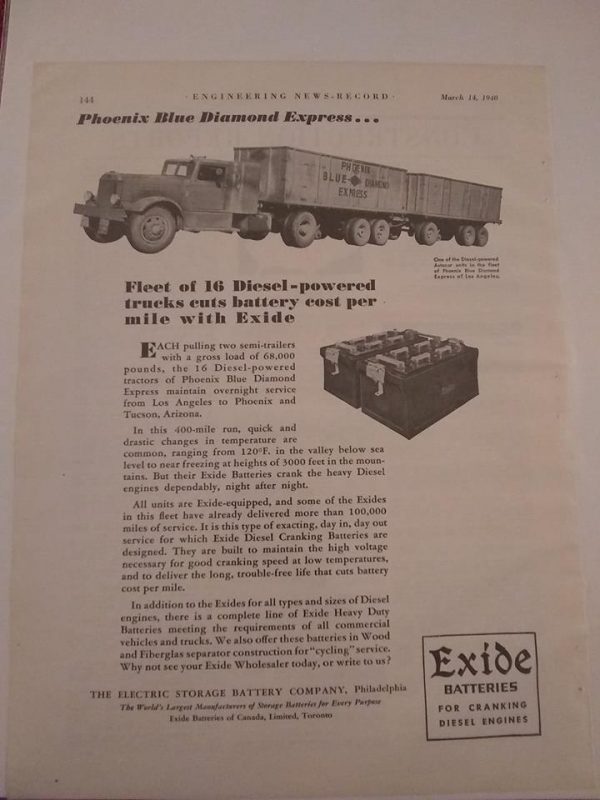 144
· ENGINEERING NEWS-RECORD ·
March 14, 1940
Phoenix Blue Diamond Express...
PHOENIX
BLUE DIAMOND
EXPRESS
One of the Diesel-powered
Autocar units in the fleet
of Phoenix Blue Diamond
Express of Los Angeles.
Fleet of 16 Diesel-powered
trucks cuts battery cost per
mile with Exide
EACH pulling two semi-trailers
with a gross load of 68,000
pounds, the 16 Diesel-powered
tractors of Phoenix Blue Diamond
Express maintain overnight service
from Los Angeles to Phoenix and
Tucson, Arizona.
In this 400-mile run, quick and
drastic changes in temperature are
common, ranging from 120°F. in the valley below sea
level to near freezing at heights of 3000 feet in the moun-
tains. But their Exide Batteries crank the heavy Diesel
engines dependably, night after night.
All units are Exide-equipped, and some of the Exides
in this fleet have already delivered more than 100,000
miles of service. It is this type of exacting, day in, day out
service for which Exide Diesel Cranking Batteries are
designed. They are built to maintain the high voltage
necessary for good cranking speed at low temperatures,
and to deliver the long, trouble-free life that cuts battery
cost per mile.
In addition to the Exides for all types and sizes of Diesel
engines, there is a complete line of Exide Heavy Duty
Batteries meeting the requirements of all commercial
vehicles and trucks. We also offer these batteries in Wood
and Fiberglas separator construction for "cycling" service.
Why not see your Exide Wholesaler today, or write to us?
THE ELECTRIC STORAGE BATTERY COMPANY, Philadelphia
The World's Largest Manufacturers of Storage Batteries for Every Purpose
Exide Batteries of Canada, Limited, Toronto
Exide
BATTERIES
FOR CRANKING
DIESEL ENGINES